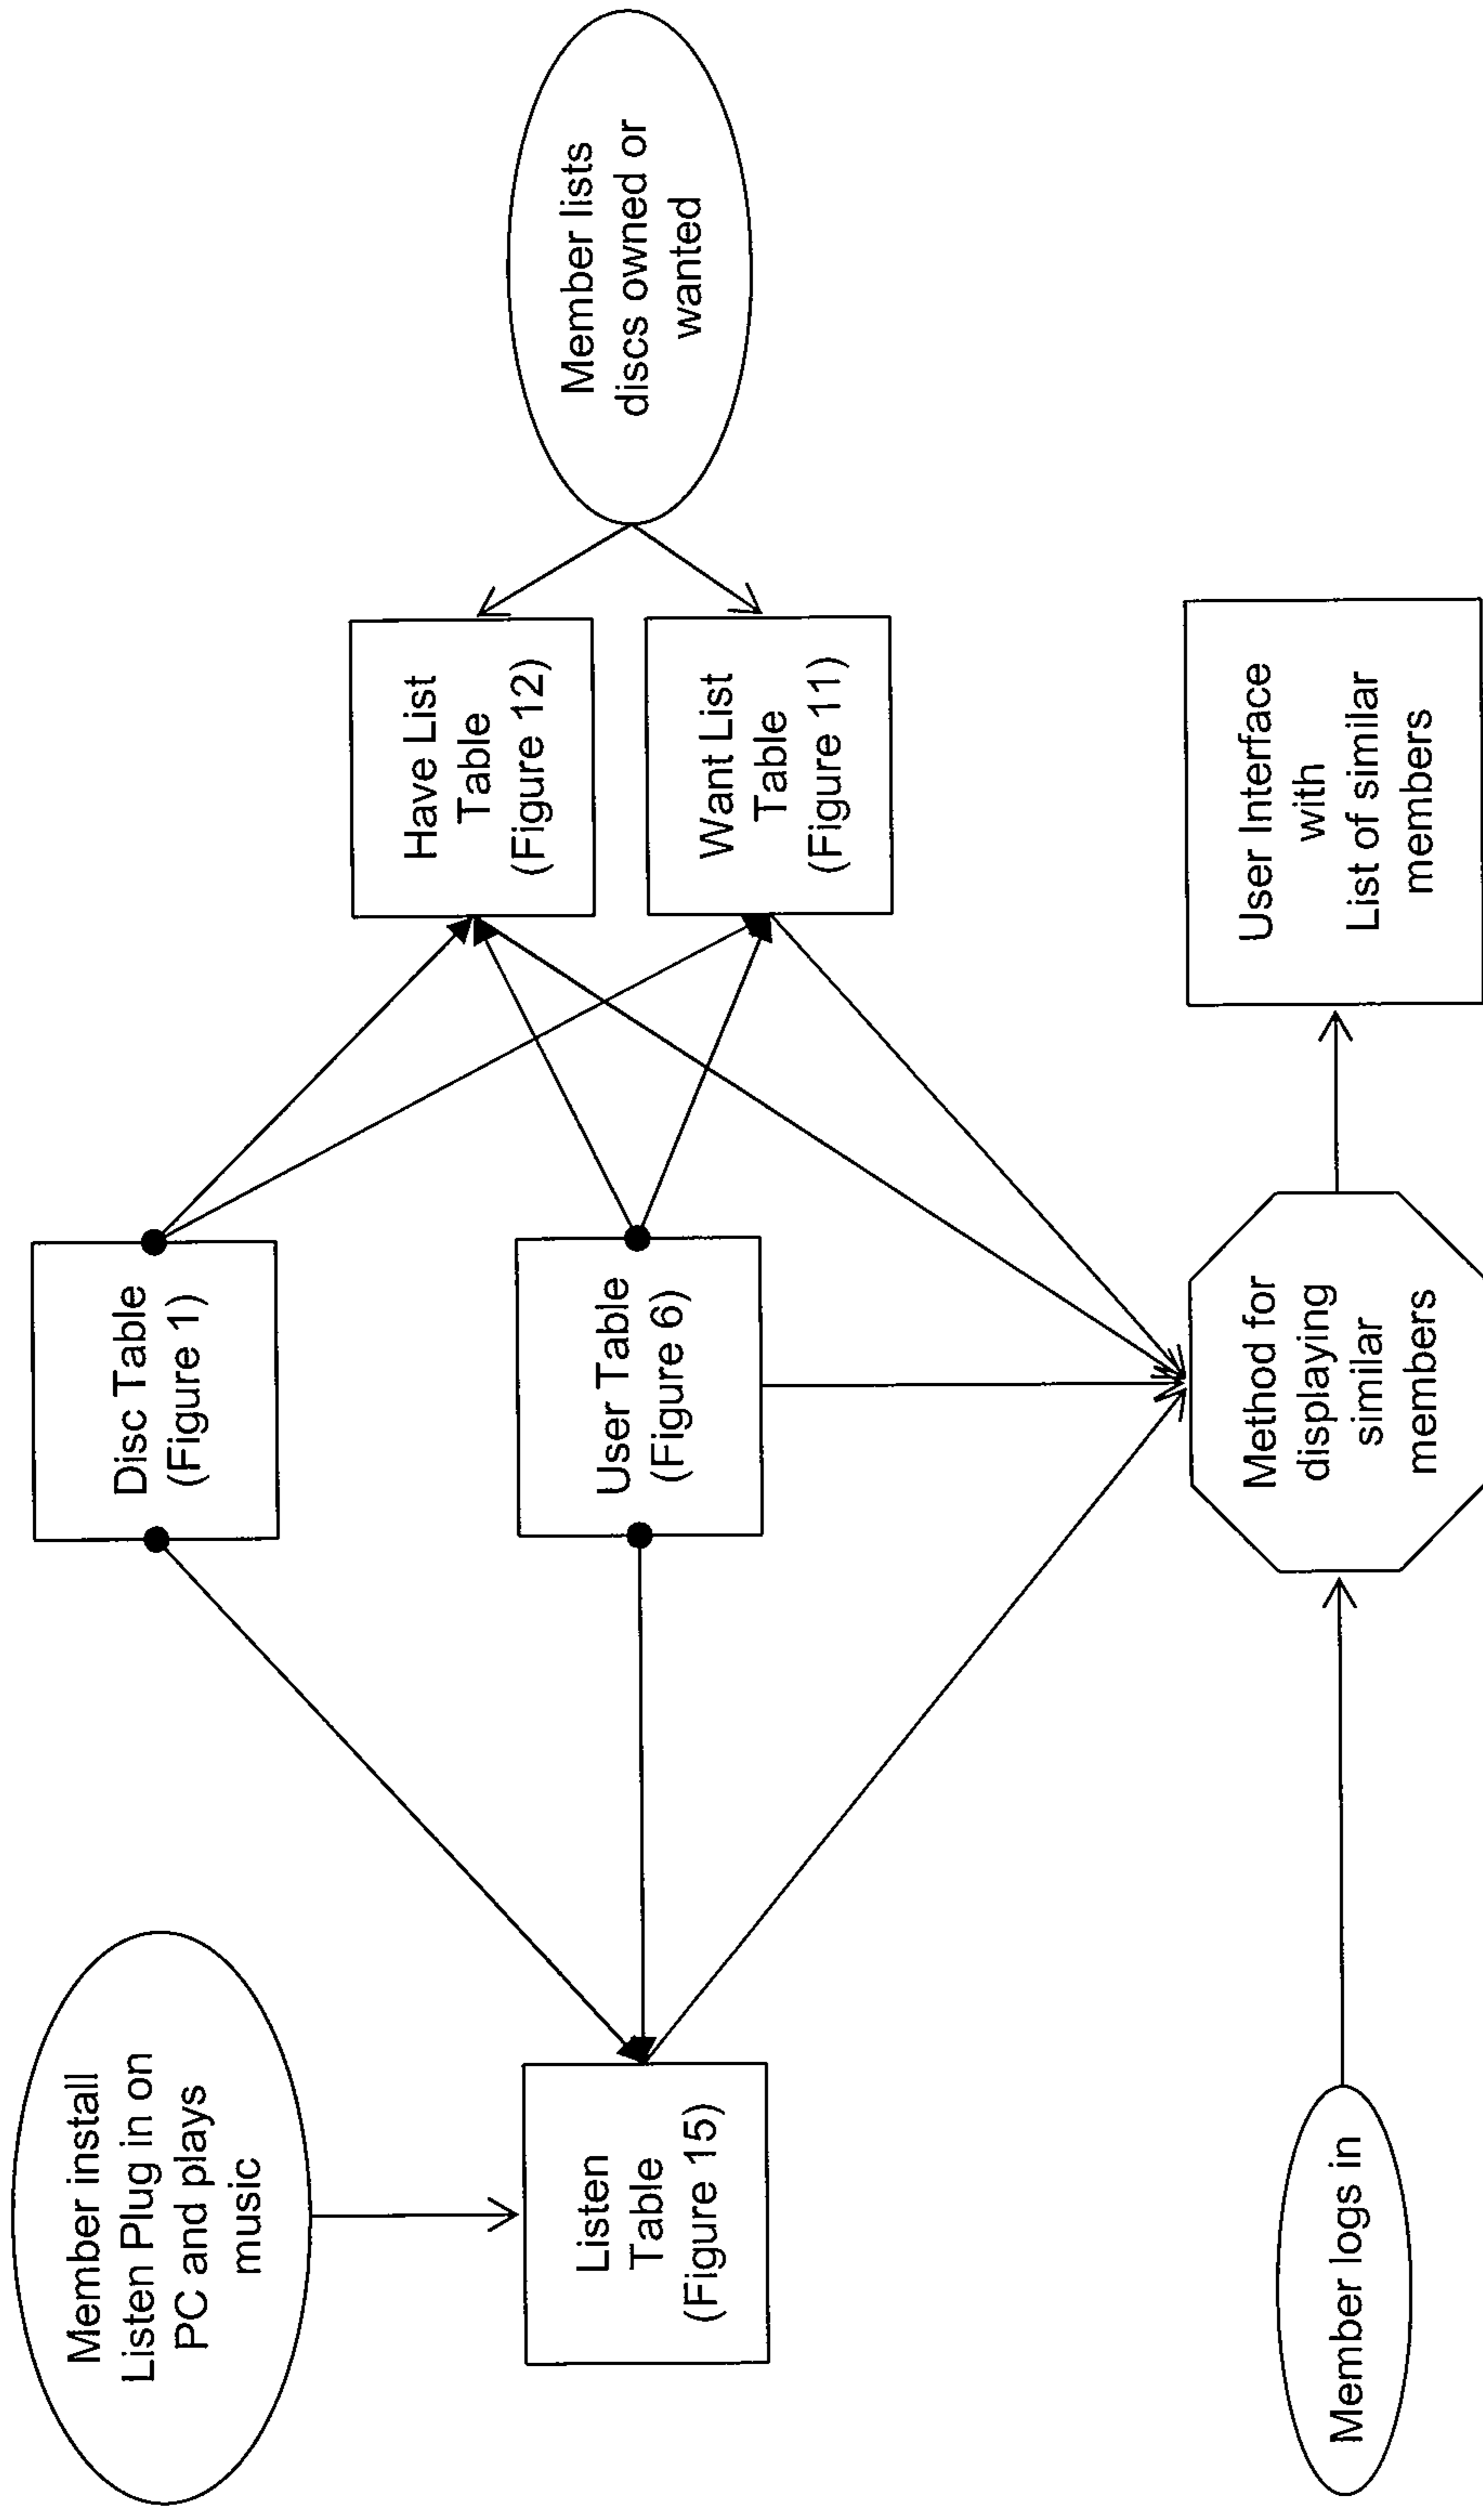 Member install
Listen Plug in on
PC and plays
music
Disc Table
(Figure 1)
Have List
Table
(Figure 12)
Member lists
discs owned or
wanted
Listen
Table
(Figure 15)
User Table
(Figure 6)
Want List
Table
(Figure 11)
Member logs in
Method for
displaying
similar
members
User Interface
with
List of similar
members